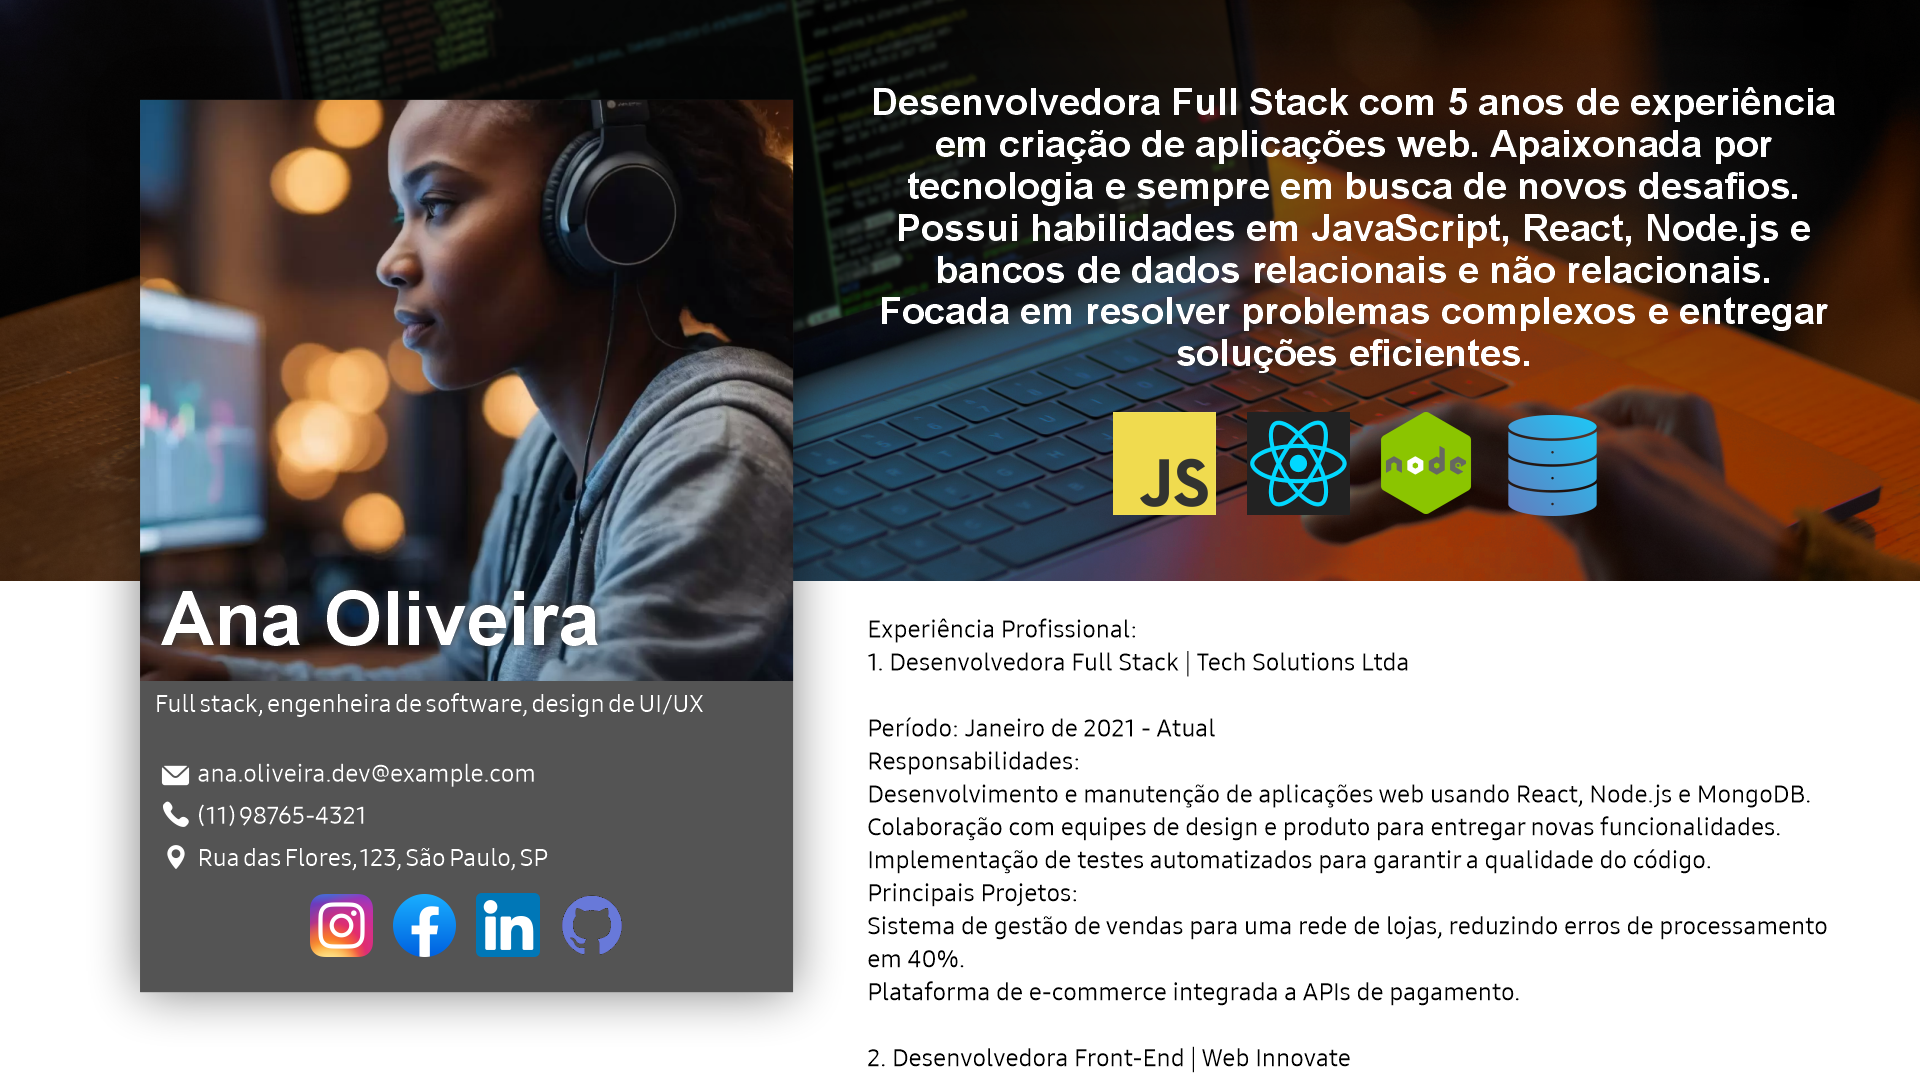 Desenvolvedora Full Stack com 5 anos de experiência
em criação de aplicações web. Apaixonada por
tecnologia e sempre em busca de novos desafios.
Possui habilidades em JavaScript, React, Node.js e
bancos de dados relacionais e não relacionais.
Focada em resolver problemas complexos e entregar
soluções eficientes.
JS
node
Ana Oliveira
Full stack, engenheira de software, design de UI/UX
ana.oliveira.dev@example.com
(11) 98765-4321
Rua das Flores, 123, São Paulo, SP
in
Experiência Profissional:
1. Desenvolvedora Full Stack | Tech Solutions Ltda
Período: Janeiro de 2021 - Atual
Responsabilidades:
Desenvolvimento e manutenção de aplicações web usando React, Node.js e MongoDB.
Colaboração com equipes de design e produto para entregar novas funcionalidades.
Implementação de testes automatizados para garantir a qualidade do código.
Principais Projetos:
Sistema de gestão de vendas para uma rede de lojas, reduzindo erros de processamento
em 40%.
Plataforma de e-commerce integrada a APIs de pagamento.
2. Desenvolvedora Front-End | Web Innovate